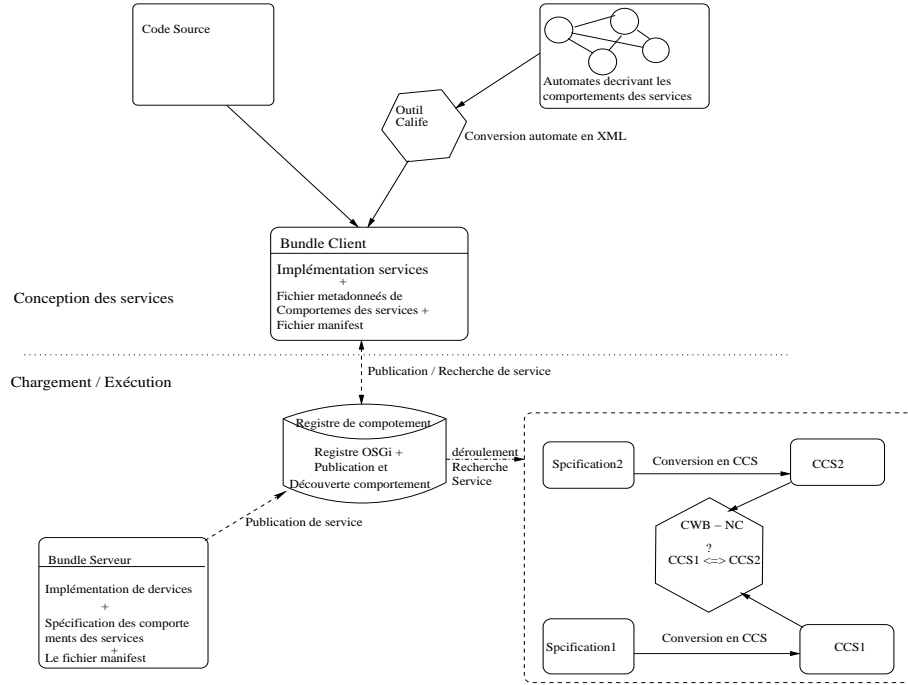 Code Source
Automates decrivant les
comportements des services
Outil
Calife
Conversion automate en XML
Bundle Client
Implémentation services
+
Fichier metadonneés de
Comportemes des services +
Fichier manifest
Conception des services
Chargement / Exécution
Publication / Recherche de service
Registre de compotement
Registre OSGi +
Publication et
Découverte comportement
déroulement
Recherche
Service
Publication de service
Bundle Serveur
Implémentation de dervices
+
Spécification des comporte
ments des services
+
Le fichier manifest
Spcification2
Conversion en CCS
CCS2
CWB – NC
?
CCS1 <=> CCS2
Spcification1
Conversion en CCS
CCS1